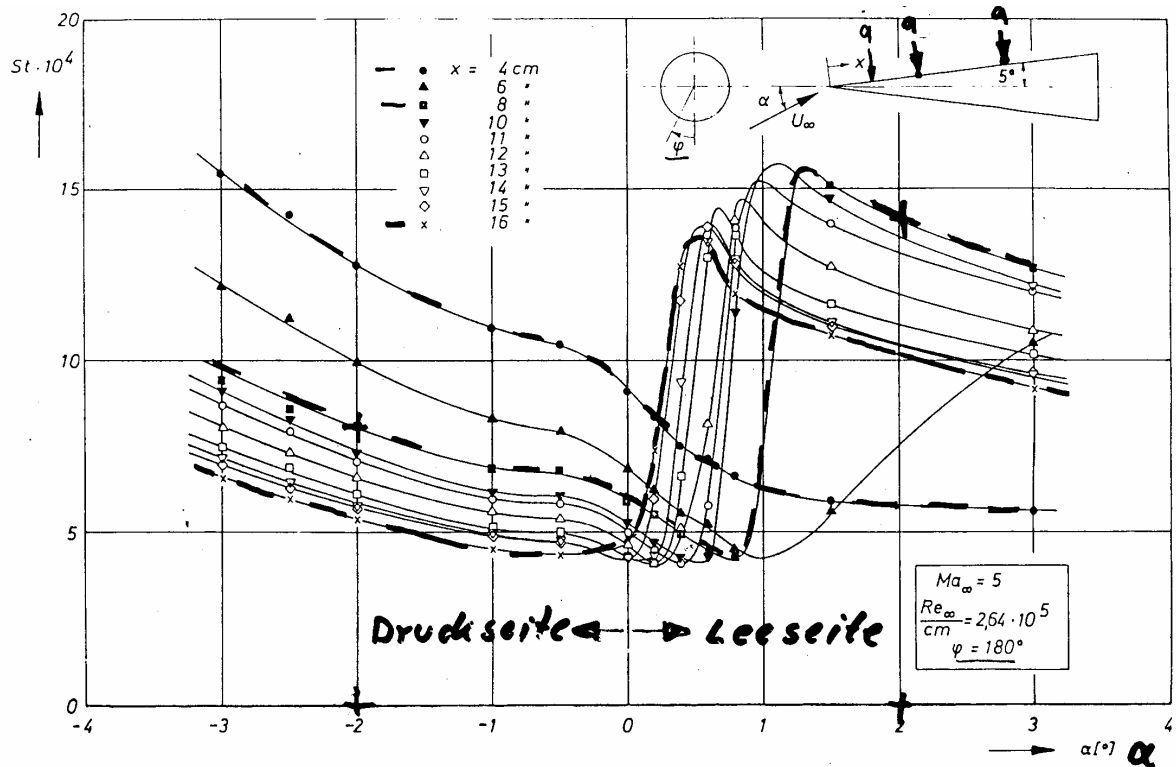 20
15
10
5
0
St · 10⁴
x = 4 cm
6 "
8 "
10 "
11 "
12 "
13 "
14 "
15 "
16 "
q
q
q
x
5°
α
U∞
φ
Druckseite
Leeseite
Ma∞ = 5
Re∞/cm = 2,64 · 10⁵
φ = 180°
-4 -3 -2 -1 0 1 2 3 4
α [°] α